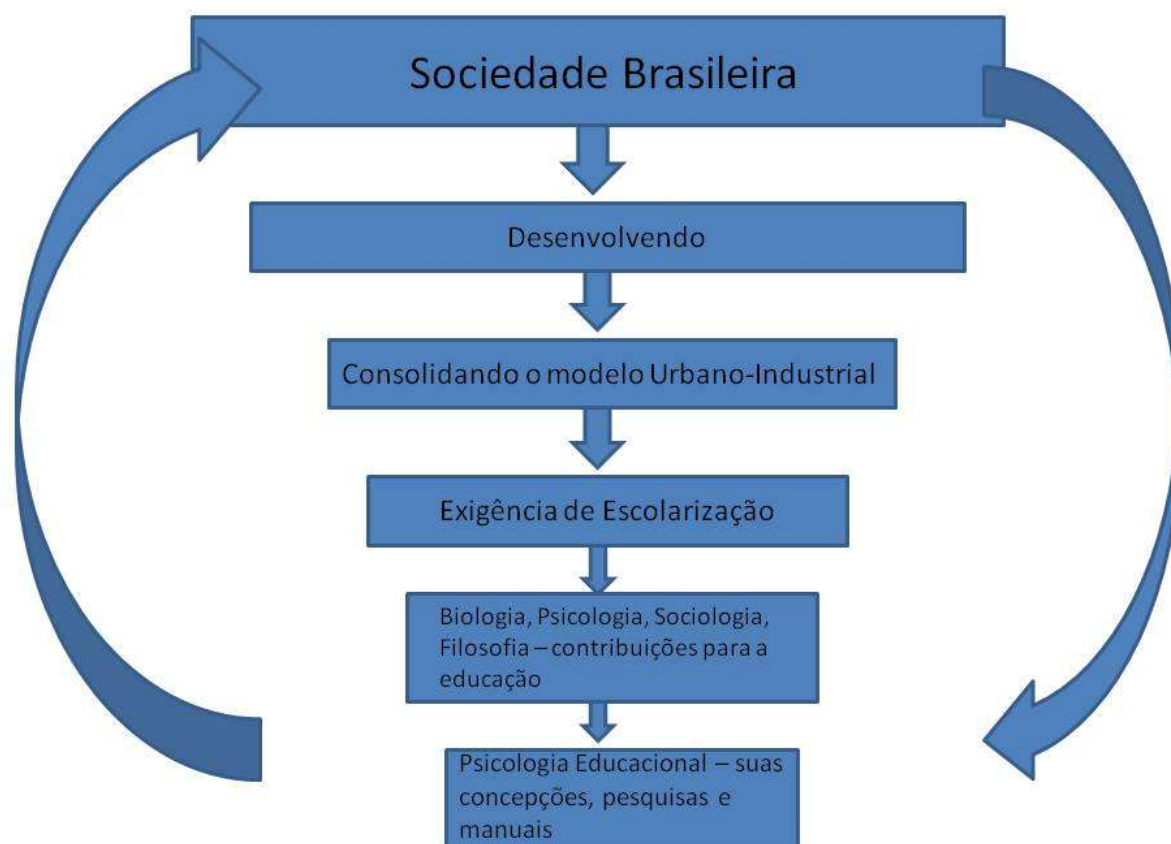 Sociedade Brasileira
Desenvolvendo
Consolidando o modelo Urbano-Industrial
Exigência de Escolarização
Biologia, Psicologia, Sociologia,
Filosofia – contribuições para a
educação
Psicologia Educacional – suas
concepções, pesquisas e
manuais